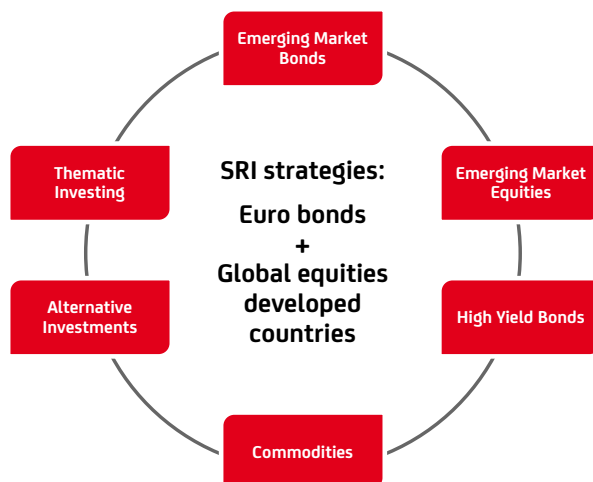 Emerging Market
Bonds
Thematic
Investing
SRI strategies:
Euro bonds
+
Global equities
developed
countries
Emerging Market
Equities
Alternative
Investments
High Yield Bonds
Commodities